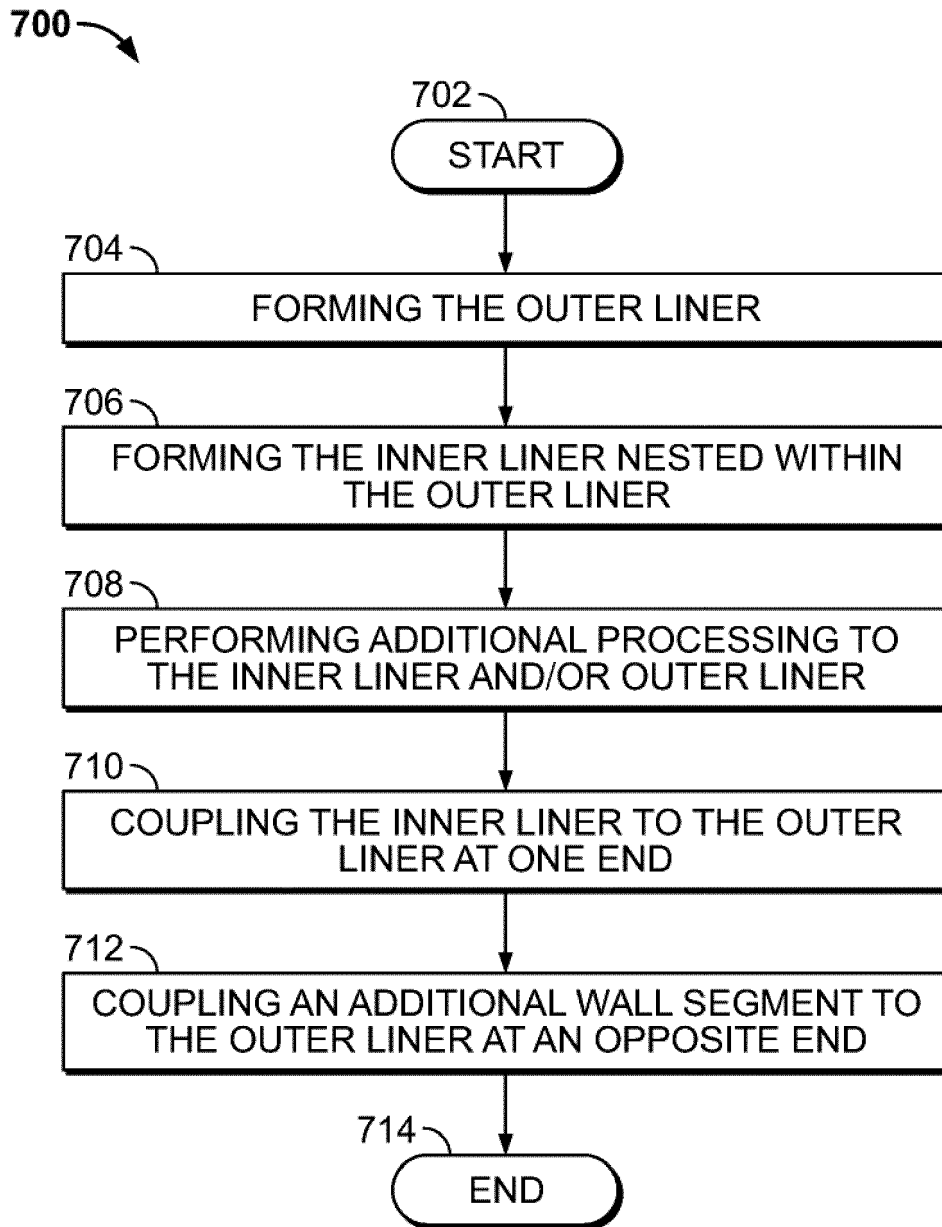 700
702
START
704
FORMING THE OUTER LINER
706
FORMING THE INNER LINER NESTED WITHIN
THE OUTER LINER
708
PERFORMING ADDITIONAL PROCESSING TO
THE INNER LINER AND/OR OUTER LINER
710
COUPLING THE INNER LINER TO THE OUTER
LINER AT ONE END
712
COUPLING AN ADDITIONAL WALL SEGMENT TO
THE OUTER LINER AT AN OPPOSITE END
714
END